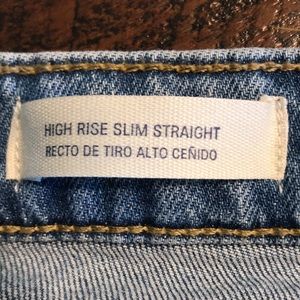 HIGH RISE SLIM STRAIGHT
RECTO DE TIRO ALTO CEÑIDO